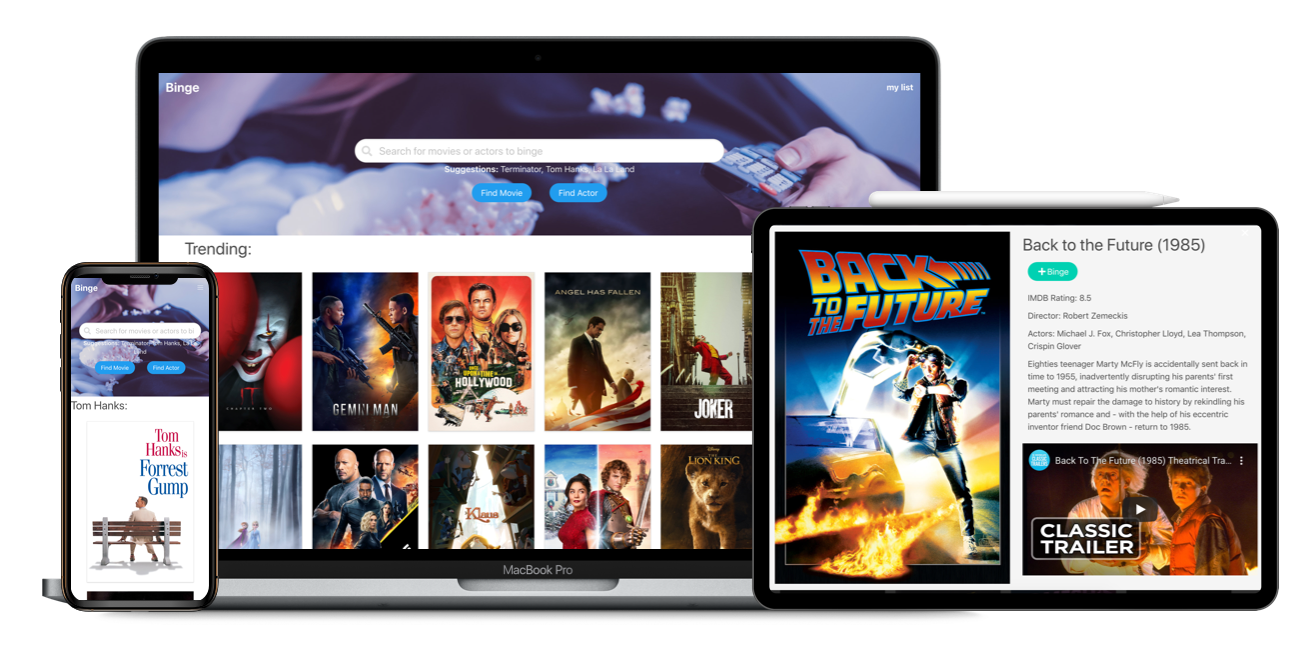 Binge
my list
Search for movies or actors to binge
Suggestions: Terminator, Tom Hanks, La La Land
Find Movie
Find Actor
Trending:
IT
CHAPTER TWO
GEMINI MAN
ONCE
UPON A TIME IN
HOLLYWOOD
ANGEL HAS FALLEN
JOKER
Klaus
Disney
THE
LION KING
MacBook Pro
Binge
Search for movies or actors to bi
Suggestions: Terminator, Tom Hanks, La La
Land
Find Movie
Find Actor
Tom Hanks:
Tom
Hanks is
Forrest
Gump
BACK
TO
THE FUTURE
Back to the Future (1985)
+Binge
IMDB Rating: 8.5
Director: Robert Zemeckis
Actors: Michael J. Fox, Christopher Lloyd, Lea Thompson,
Crispin Glover
Eighties teenager Marty McFly is accidentally sent back in
time to 1955, inadvertently disrupting his parents' first
meeting and attracting his mother's romantic interest.
Marty must repair the damage to history by rekindling his
parents' romance and - with the help of his eccentric
inventor friend Doc Brown - return to 1985.
Back To The Future (1985) Theatrical Tra...
CLASSIC
TRAILER